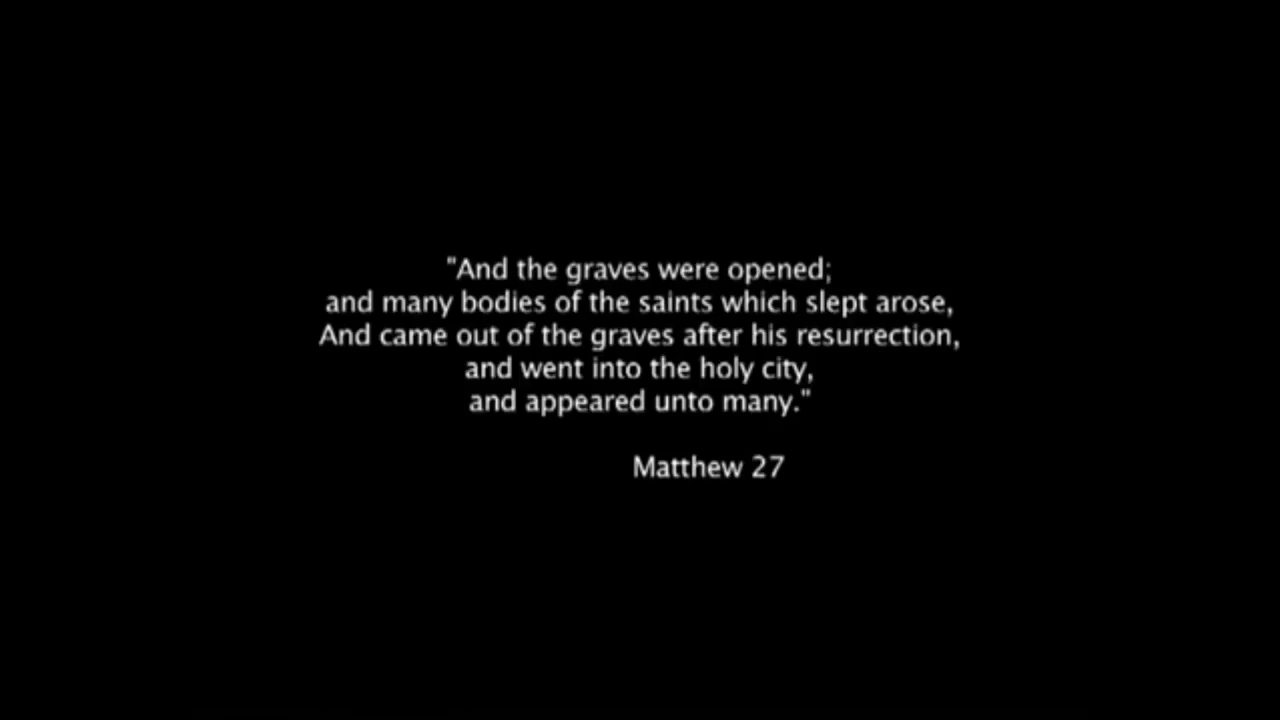 "And the graves were opened;
and many bodies of the saints which slept arose,
And came out of the graves after his resurrection,
and went into the holy city,
and appeared unto many."
Matthew 27